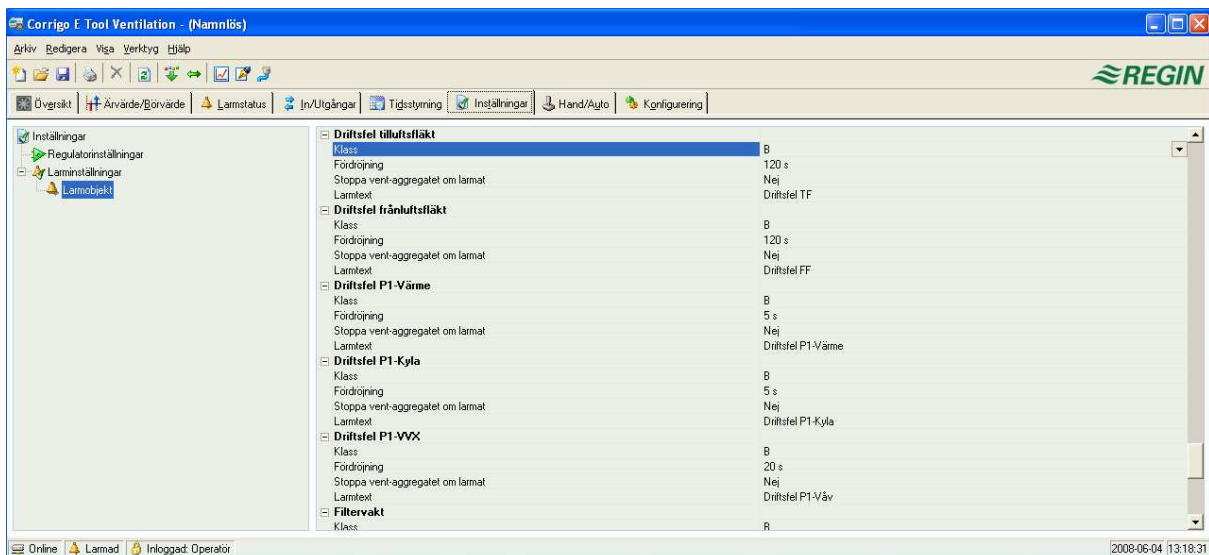 Corrigo E Tool Ventilation - (Namnlös)
Arkiv Redigera Visa Verktyg Hjälp
REGIN
Översikt Ärvärde/Börvärde Larmstatus In/Utgångar Tidsstyrning Inställningar Hand/Auto Konfigurering
Inställningar
Regulatorinställningar
Larminställningar
Larmobjekt
Driftsfel tilluftsfläkt
Klass B
Fördröjning 120 s
Stoppa vent-aggregatet om larmat Nej
Larmtext Driftsfel TF
Driftsfel frånluftsfläkt
Klass B
Fördröjning 120 s
Stoppa vent-aggregatet om larmat Nej
Larmtext Driftsfel FF
Driftsfel P1-Värme
Klass B
Fördröjning 5 s
Stoppa vent-aggregatet om larmat Nej
Larmtext Driftsfel P1-Värme
Driftsfel P1-Kyla
Klass B
Fördröjning 5 s
Stoppa vent-aggregatet om larmat Nej
Larmtext Driftsfel P1-Kyla
Driftsfel P1-VVX
Klass B
Fördröjning 20 s
Stoppa vent-aggregatet om larmat Nej
Larmtext Driftsfel P1-Våv
Filtervakt
Klass B
Online Larmad Inloggad: Operatör 2008-06-04 13:18:31